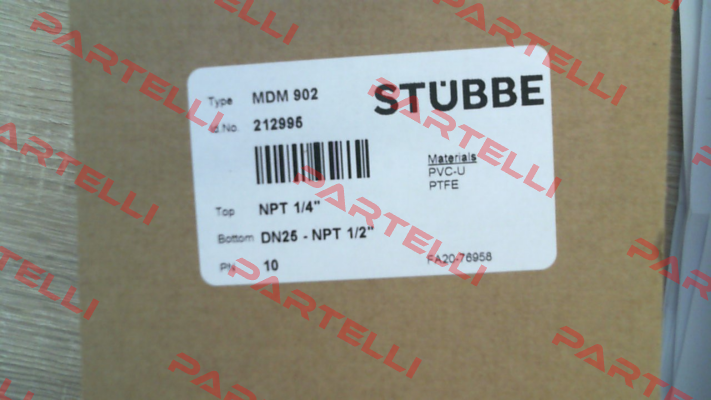 STÜBBE
Type MDM 902
Id.No. 212995
Materials
PVC-U
PTFE
Top NPT 1/4"
Bottom DN25 - NPT 1/2"
PN 10
FA20-76958
PARTELLI
PARTELLI
PARTELLI
PARTELLI
PARTELLI
PARTELLI
PARTELLI